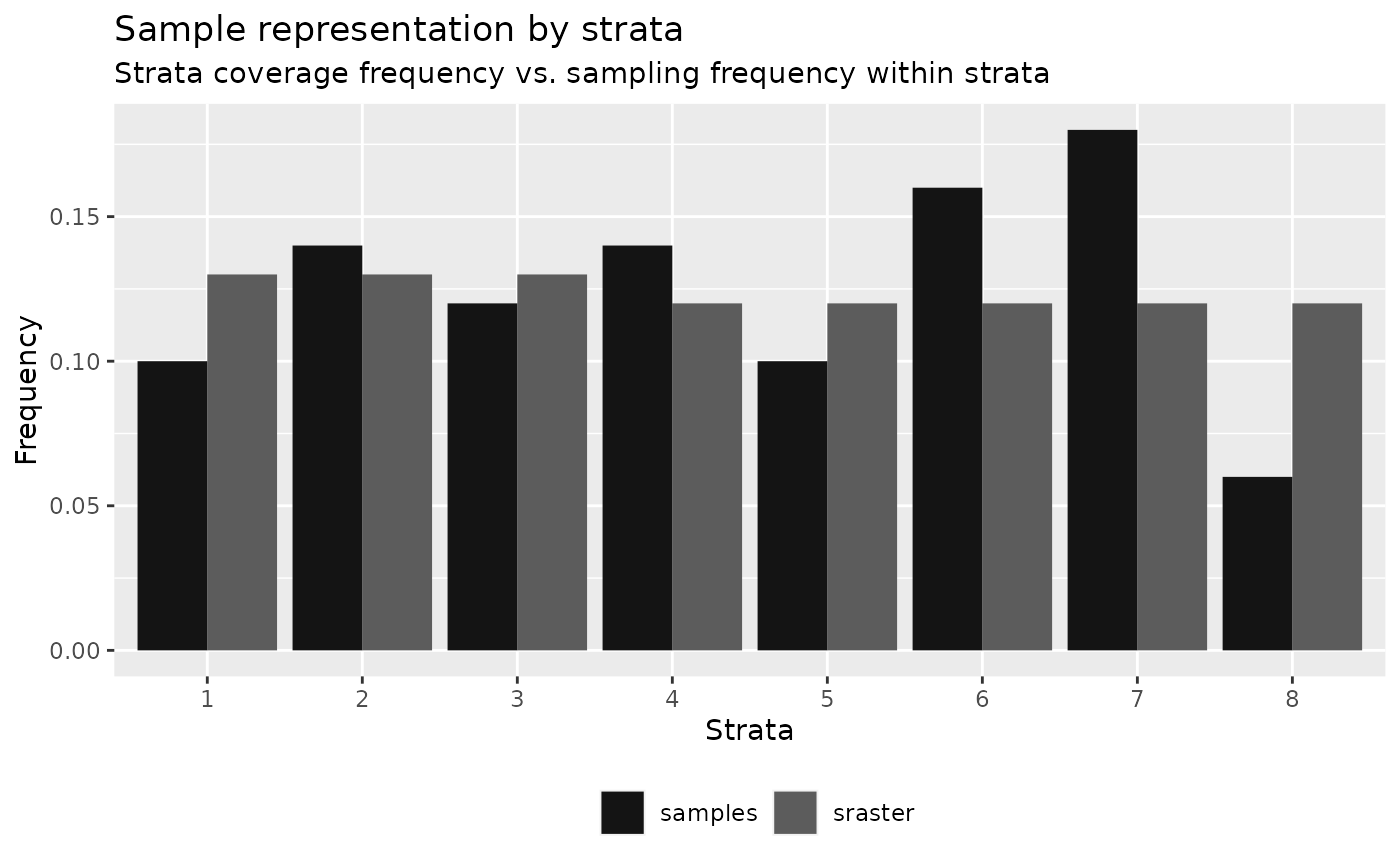 Sample representation by strata
Strata coverage frequency vs. sampling frequency within strata
Frequency
0.15
0.10
0.05
0.00
1 2 3 4 5 6 7 8
Strata
samples sraster